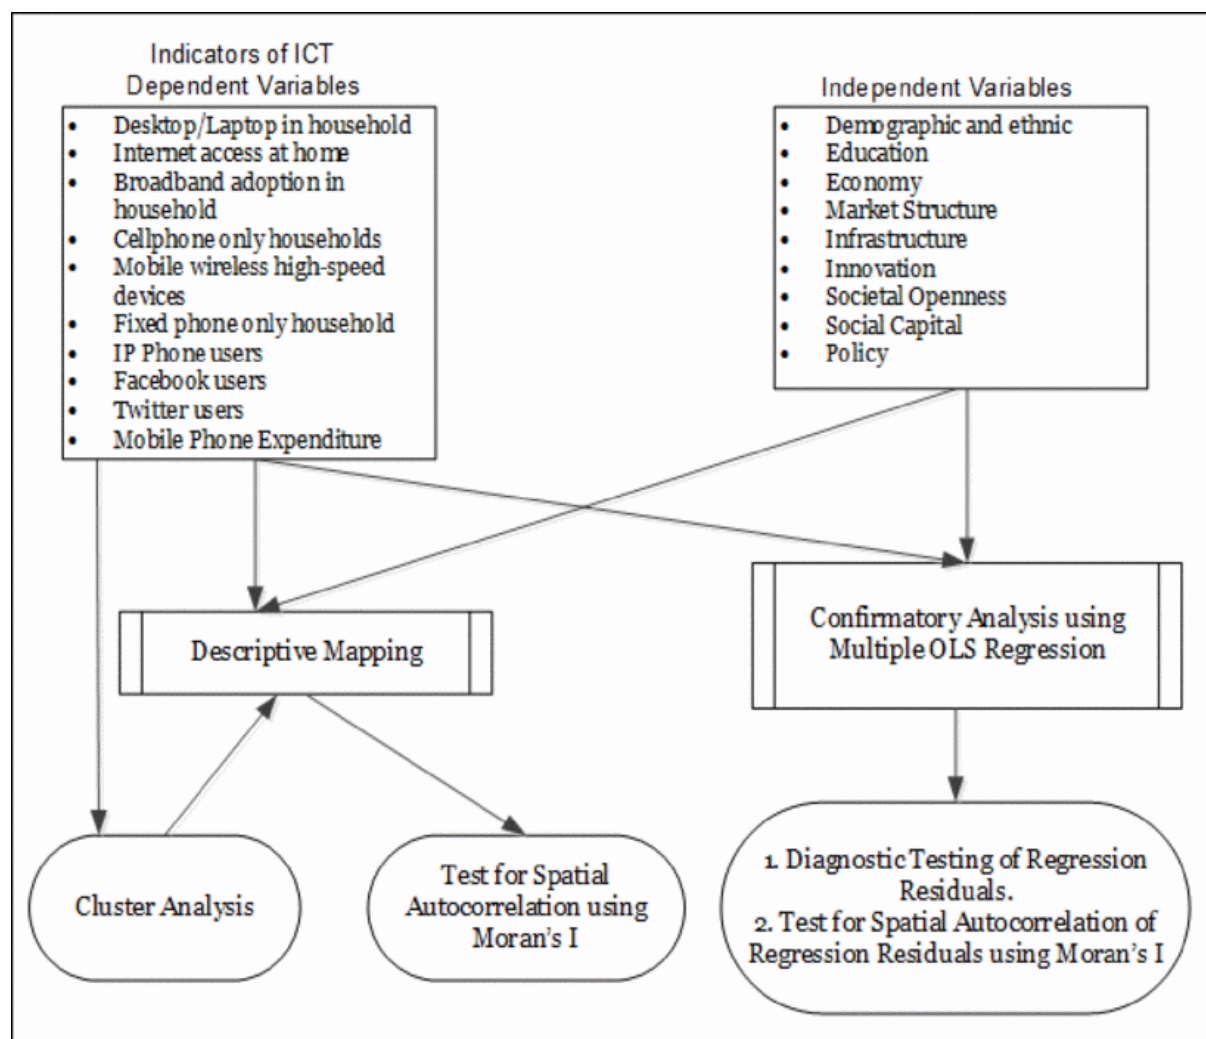 Indicators of ICT
Dependent Variables
• Desktop/Laptop in household
• Internet access at home
• Broadband adoption in
household
• Cellphone only households
• Mobile wireless high-speed
devices
• Fixed phone only household
• IP Phone users
• Facebook users
• Twitter users
• Mobile Phone Expenditure
Independent Variables
• Demographic and ethnic
• Education
• Economy
• Market Structure
• Infrastructure
• Innovation
• Societal Openness
• Social Capital
• Policy
Descriptive Mapping
Confirmatory Analysis using
Multiple OLS Regression
Cluster Analysis
Test for Spatial
Autocorrelation using
Moran's I
1. Diagnostic Testing of Regression
Residuals.
2. Test for Spatial Autocorrelation of
Regression Residuals using Moran's I